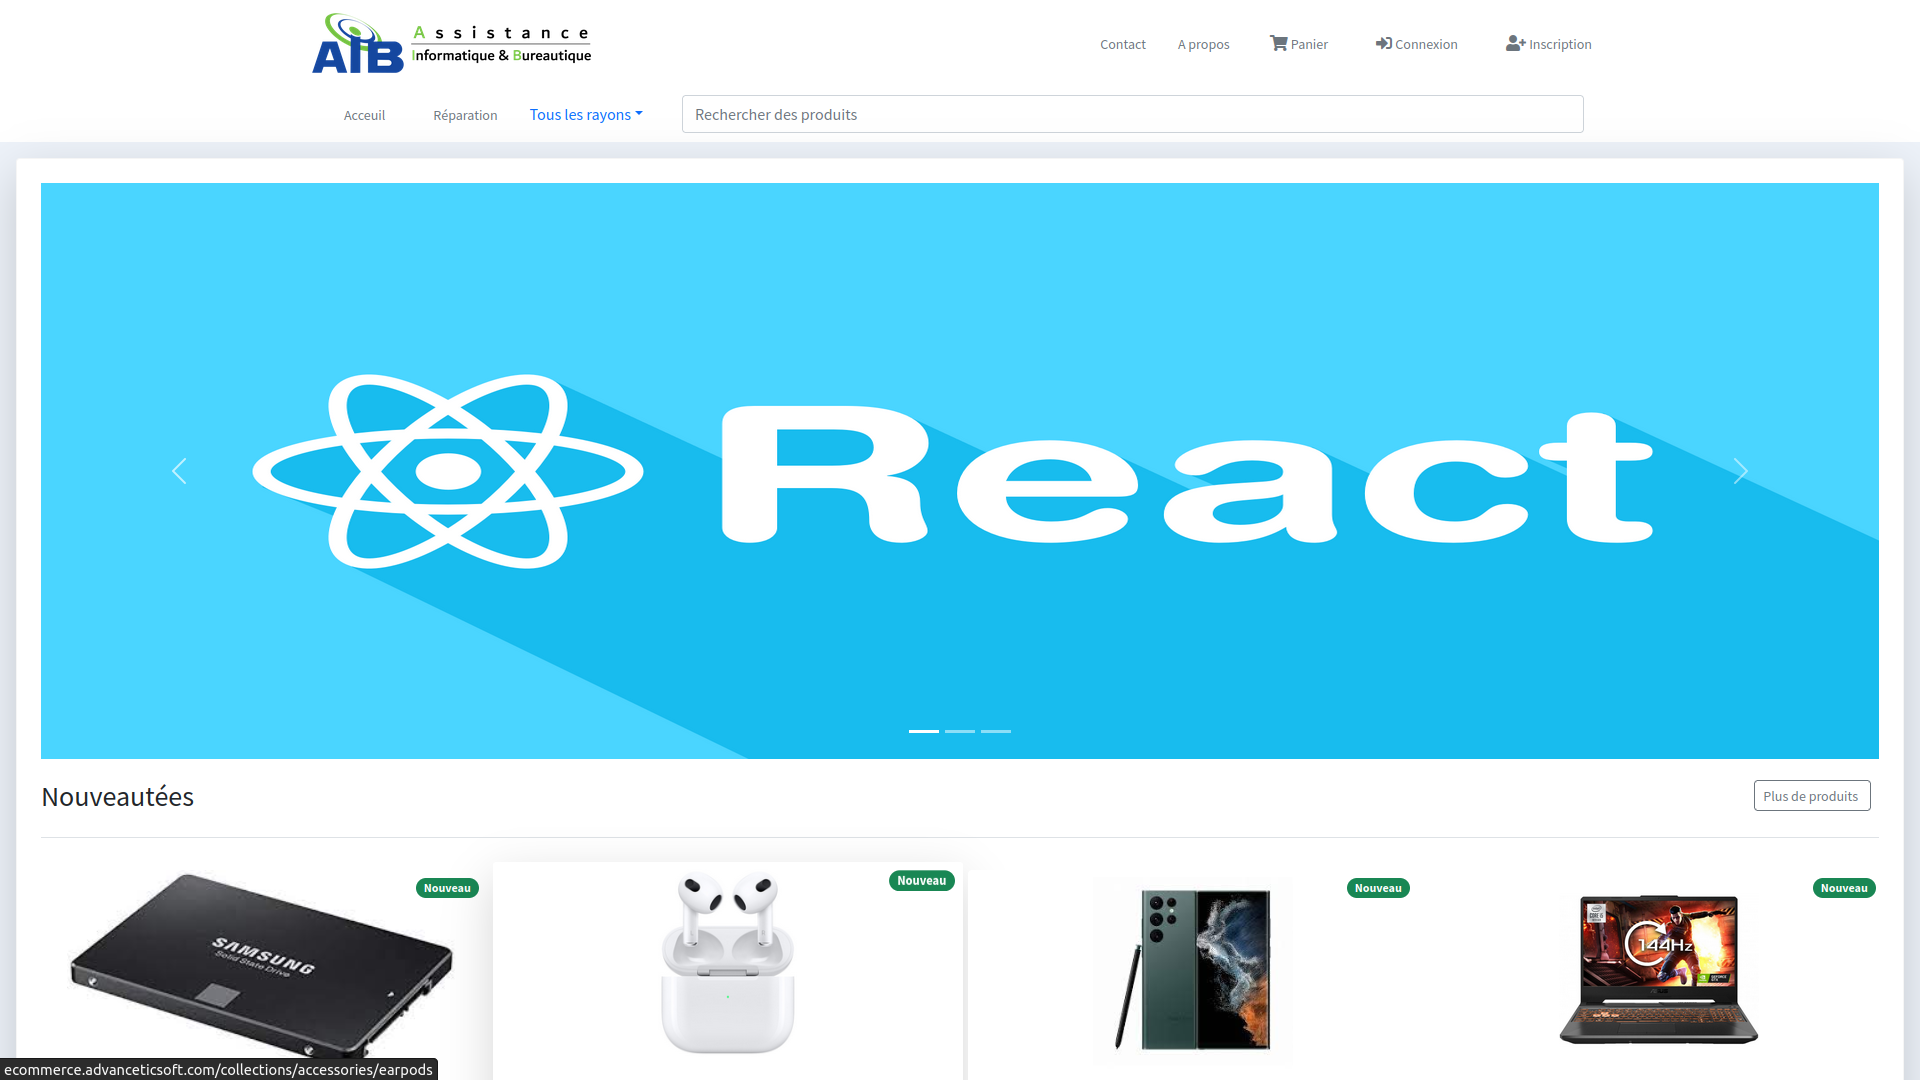 AIB Assistance
Informatique & Bureautique
Contact
A propos
Panier
Connexion
Inscription
Acceuil
Réparation
Tous les rayons
Rechercher des produits
React
Nouveautées
Plus de produits
Nouveau
Nouveau
Nouveau
Nouveau
SAMSUNG
Solid State Drive
144Hz
ecommerce.advanceticsoft.com/collections/accessories/earpods